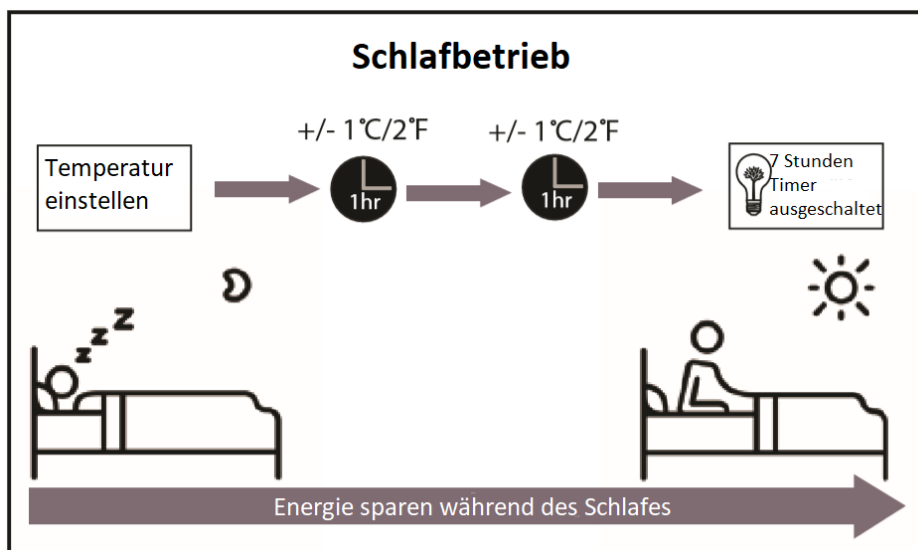 Schlafbetrieb
+/- 1°C/2°F
+/- 1°C/2°F
Temperatur
einstellen
1hr
1hr
7 Stunden
Timer
ausgeschaltet
z z Z
Energie sparen während des Schlafes